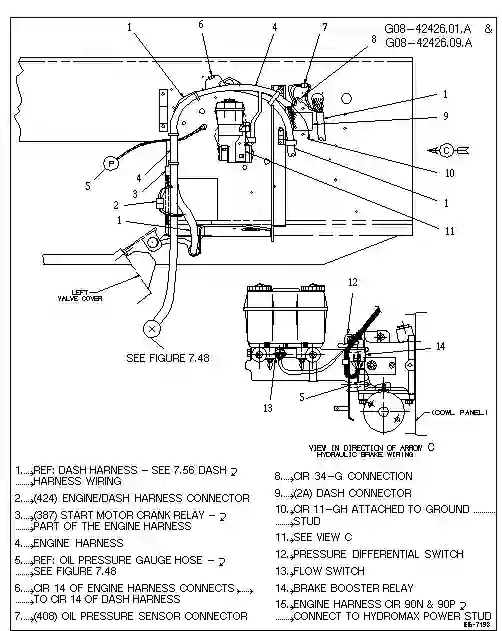 G08-42426.01.A &
G08-42426.09.A
1
6
4
7
8
1
9
C
10
P
5
4
3
2
1
1
11
LEFT
VALVE COVER
SEE FIGURE 7.48
12
14
13
5
(COWL PANEL)
VIEW IN DIRECTION OF ARROW C
HYDRAULIC BRAKE WIRING
1....REF: DASH HARNESS - SEE 7.56 DASH
HARNESS WIRING
2....(424) ENGINE/DASH HARNESS CONNECTOR
3....(387) START MOTOR CRANK RELAY -
PART OF THE ENGINE HARNESS
4....ENGINE HARNESS
5....REF: OIL PRESSURE GAUGE HOSE -
SEE FIGURE 7.48
6....CIR 14 OF ENGINE HARNESS CONNECTS....
TO CIR 14 OF DASH HARNESS
7....(408) OIL PRESSURE SENSOR CONNECTOR
8....CIR 34-G CONNECTION
9....(2A) DASH CONNECTOR
10...CIR 11-GH ATTACHED TO GROUND ..........
STUD
11...SEE VIEW C
12...PRESSURE DIFFERENTIAL SWITCH
13...FLOW SWITCH
14...BRAKE BOOSTER RELAY
15...ENGINE HARNESS CIR 90N & 90P
CONNECT TO HYDROMAX POWER STUD
EG-7193